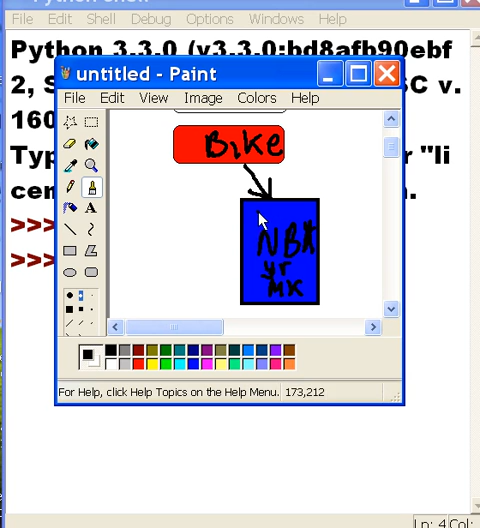 Python Shell
File Edit Shell Debug Options Windows Help
Python 3.3.0 (v3.3.0:bd8afb90ebf
2,
C v.
160
Typ
r "li
cen
n.
>>>
>>>
untitled - Paint
File Edit View Image Colors Help
Bike
yr
MK
For Help, click Help Topics on the Help Menu. 173,212
Ln: 4 Col: